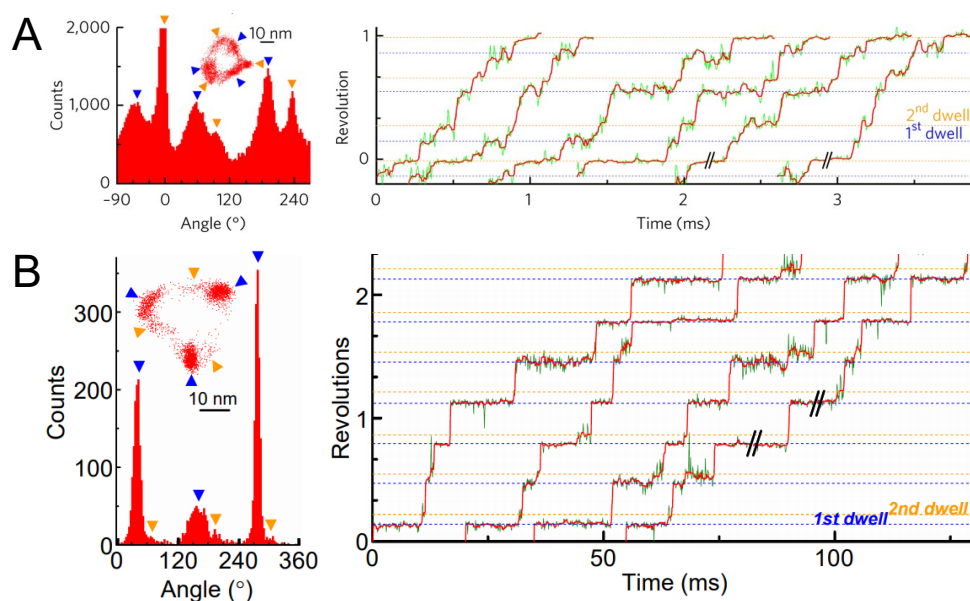 A
2,000
1,000
0
Counts
-90 0 120 240
Angle (°)
10 nm
1
0
Revolution
2nd dwell
1st dwell
0 1 2 3
Time (ms)
B
300
200
100
0
Counts
0 120 240 360
Angle (°)
10 nm
2
1
0
Revolutions
1st dwell
2nd dwell
0 50 100
Time (ms)